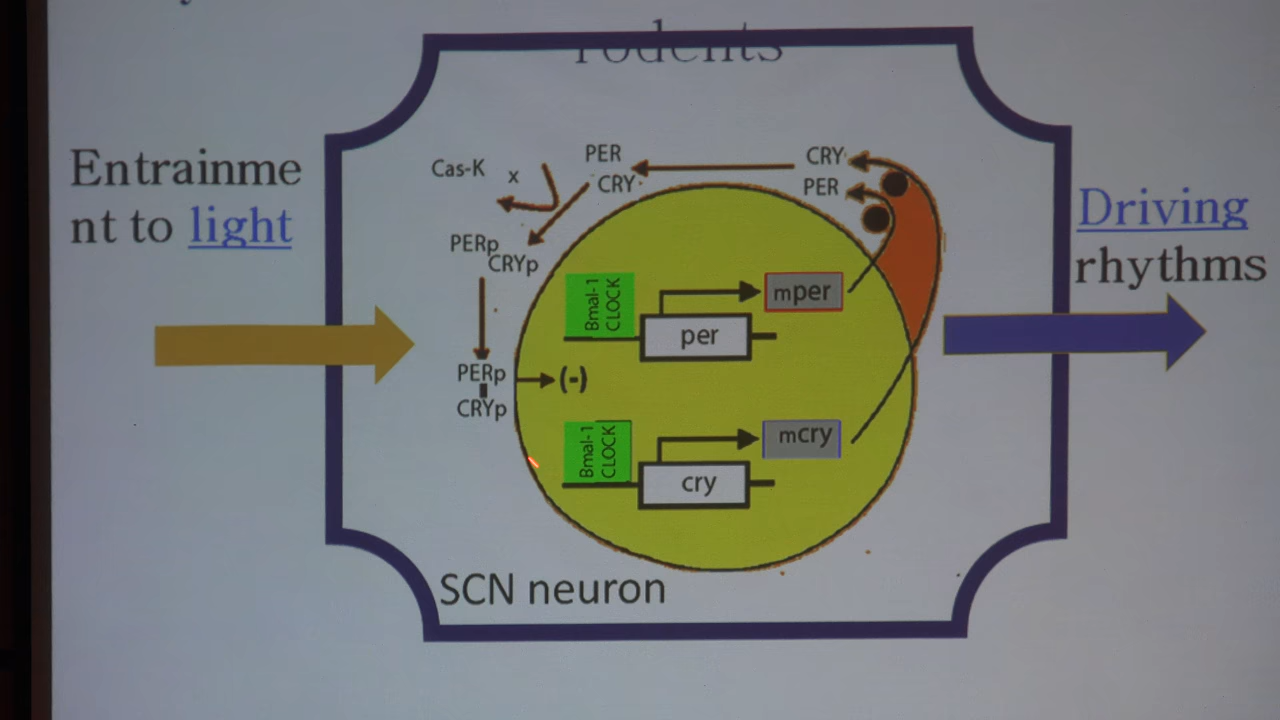 rodents
Entrainme
nt to light
Cas-K
x
PER
CRY
CRY
PER
PERp
CRYp
PERp
CRYp
(-)
Bmal-1
CLOCK
per
mper
Bmal-1
CLOCK
cry
mcry
SCN neuron
Driving
rhythms